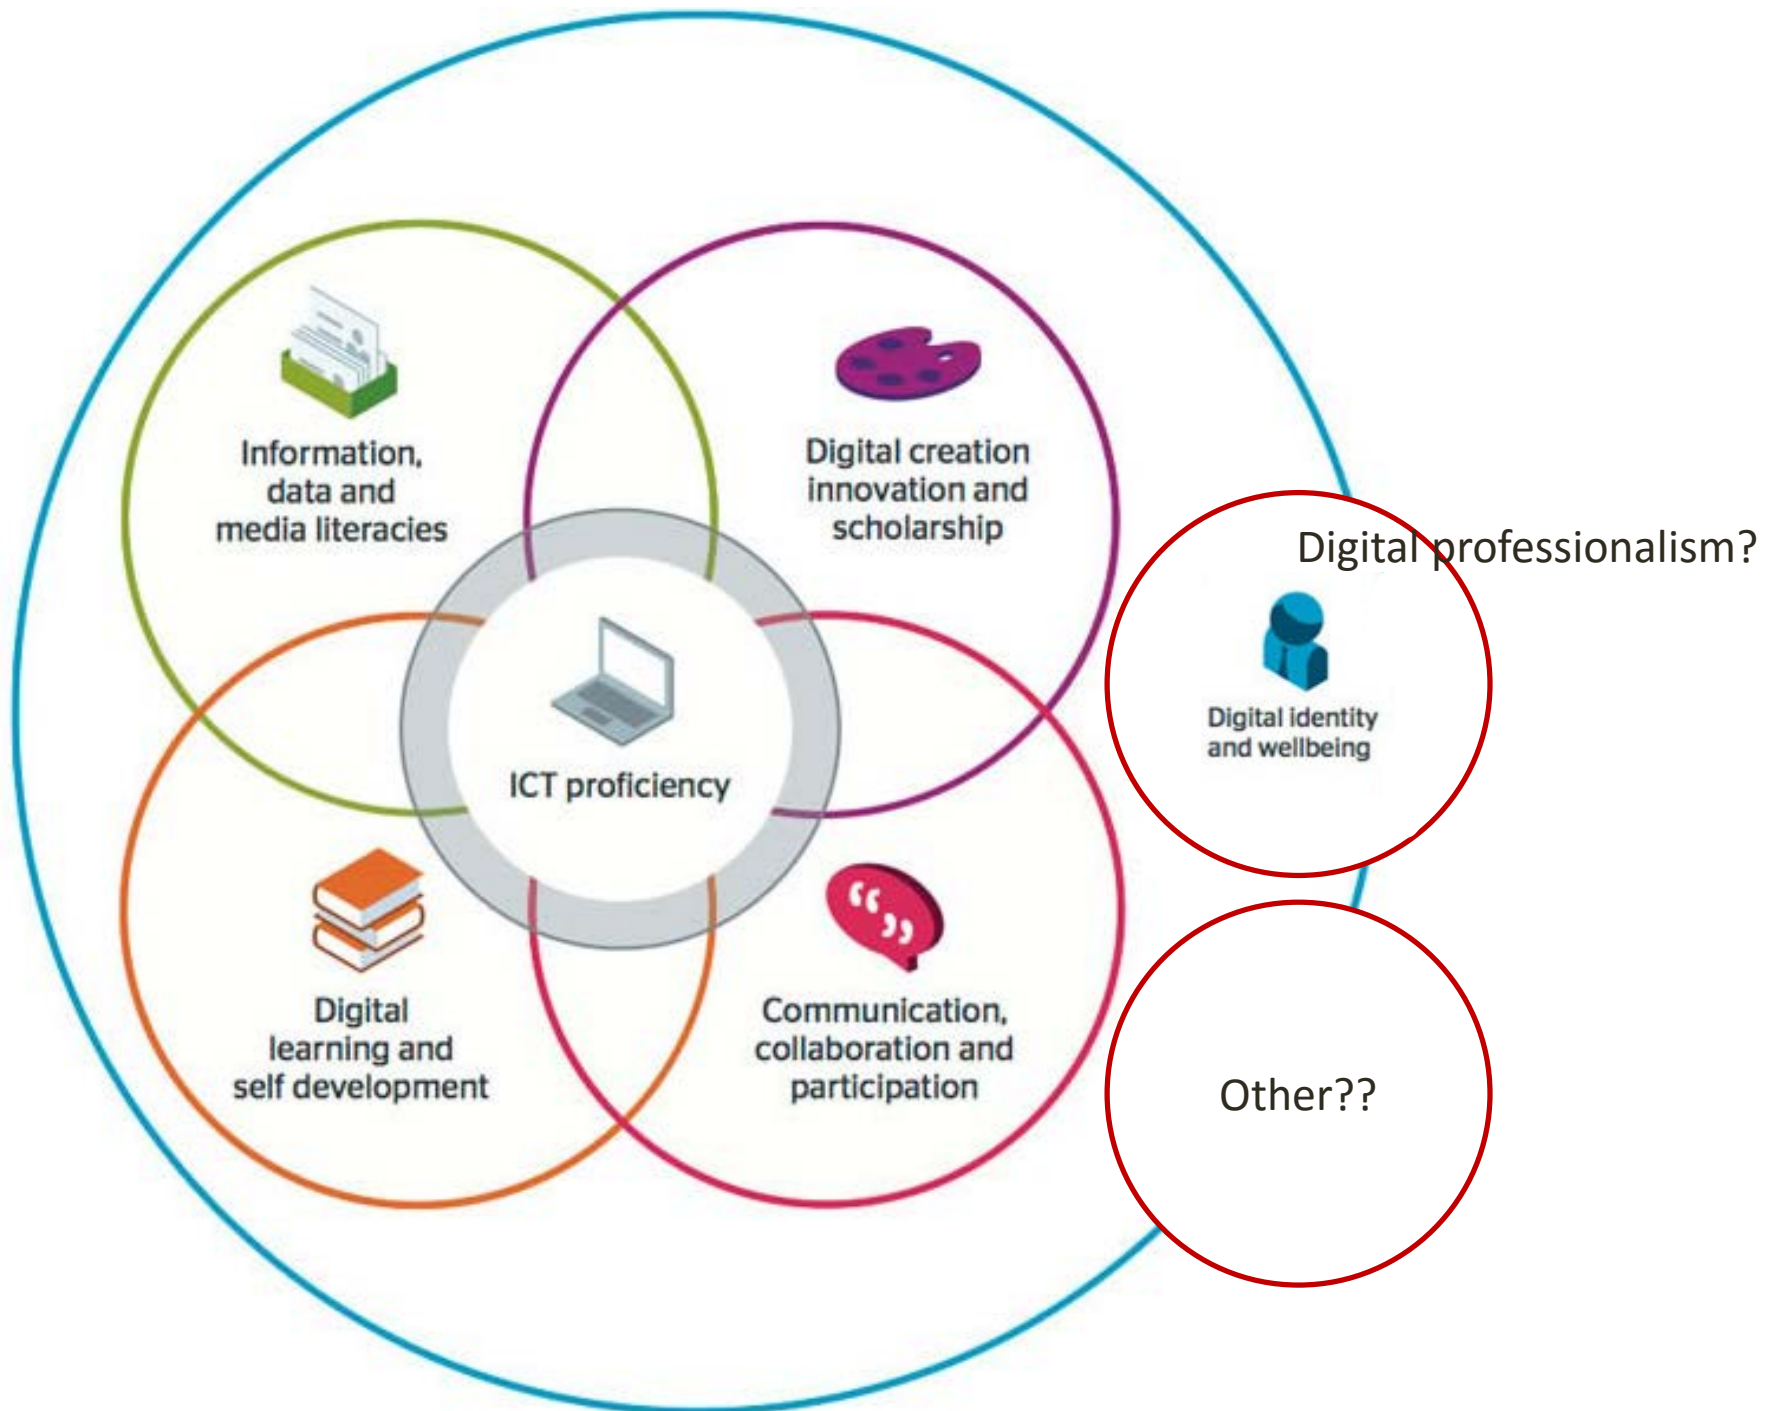 Information,
data and
media literacies
Digital creation
innovation and
scholarship
Digital professionalism?
Digital identity
and wellbeing
ICT proficiency
Digital
learning and
self development
“ ”
Communication,
collaboration and
participation
Other??